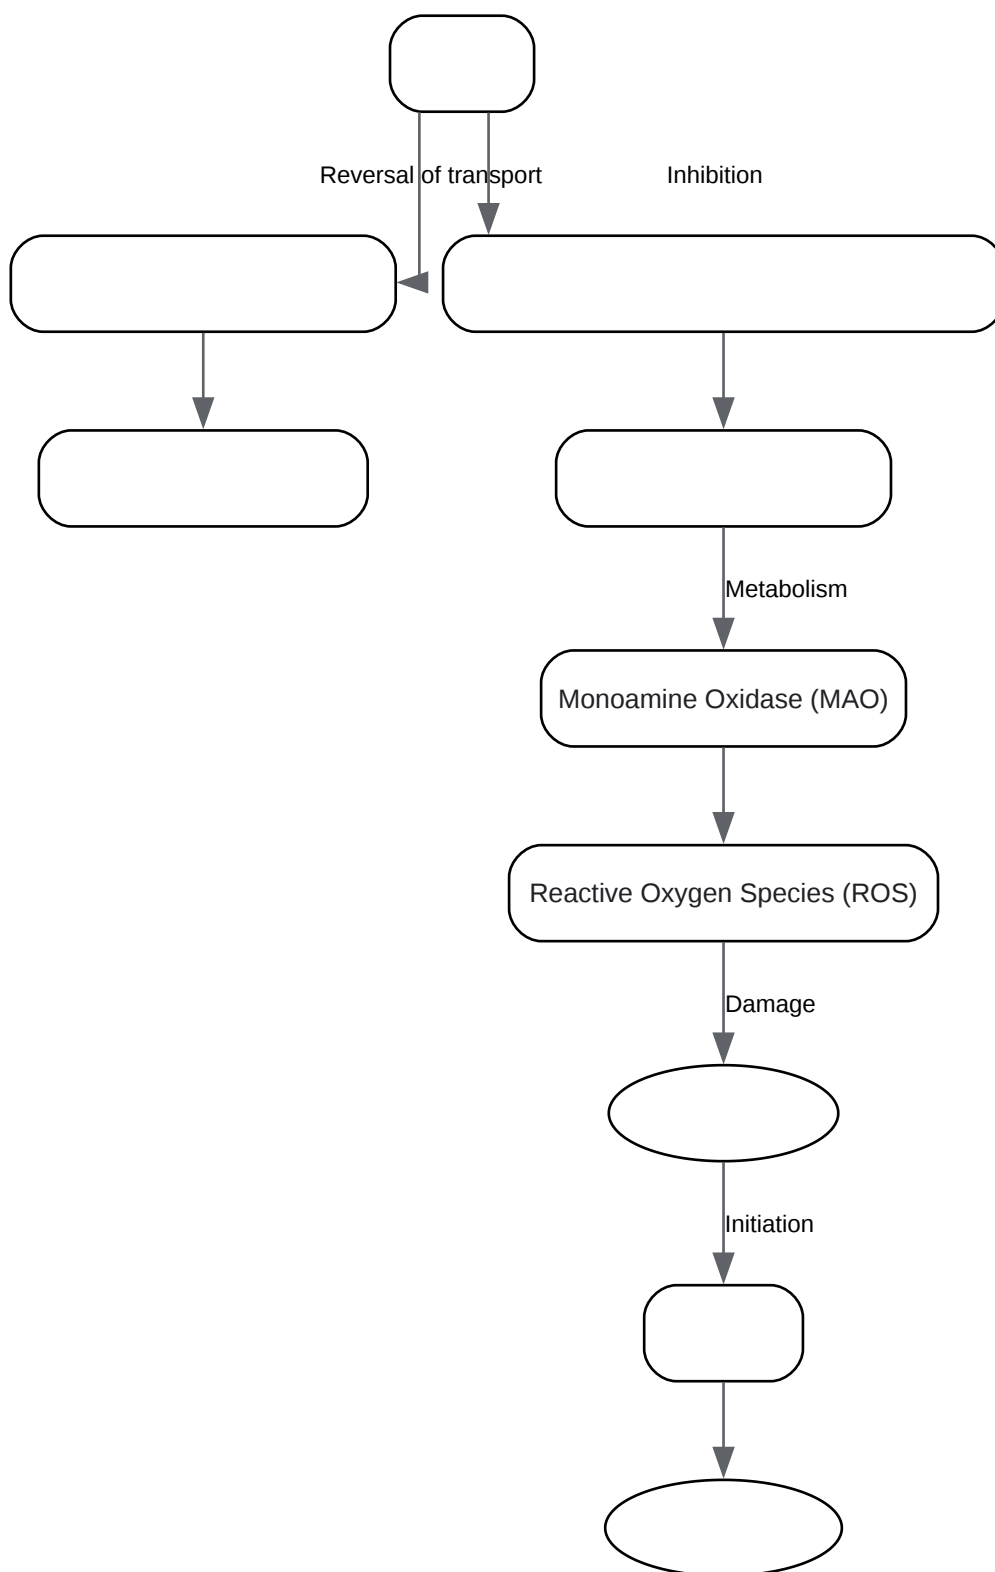 Reversal of transport
Inhibition
Metabolism
Monoamine Oxidase (MAO)
Reactive Oxygen Species (ROS)
Damage
Initiation